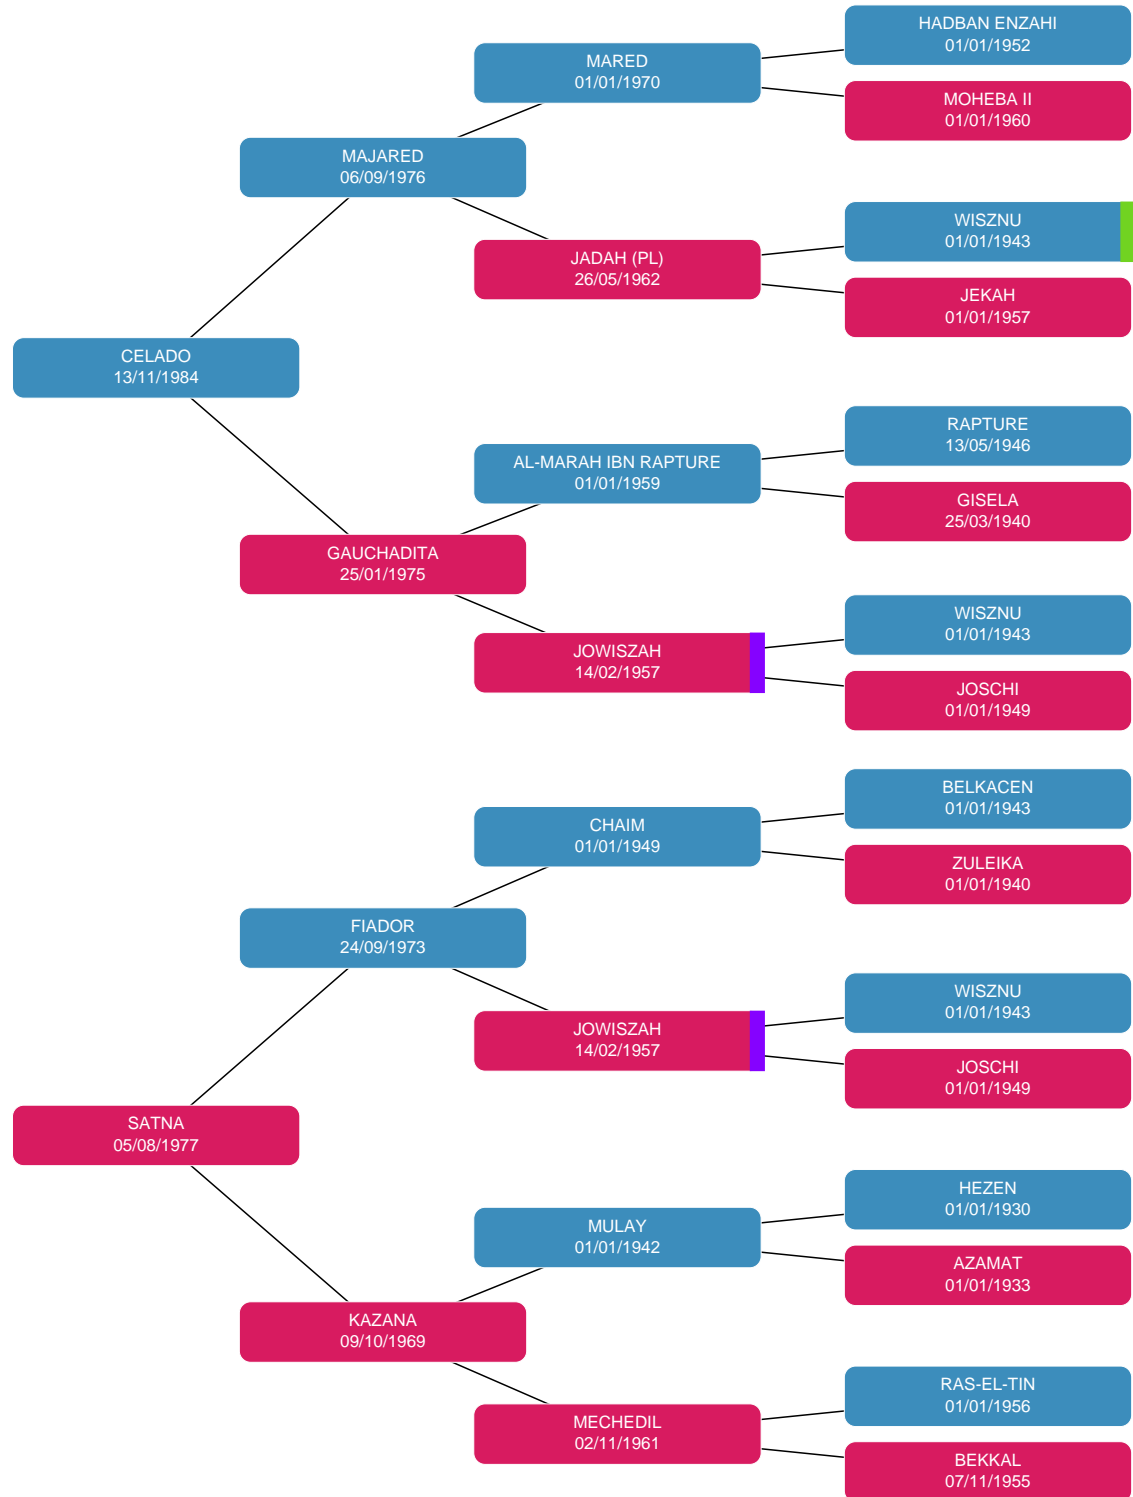 HADBAN ENZAHI
01/01/1952
MARED
01/01/1970
MOHEBA II
01/01/1960
MAJARED
06/09/1976
WISZNU
01/01/1943
JADAH (PL)
26/05/1962
JEKAH
01/01/1957
CELADO
13/11/1984
RAPTURE
13/05/1946
AL-MARAH IBN RAPTURE
01/01/1959
GISELA
25/03/1940
GAUCHADITA
25/01/1975
WISZNU
01/01/1943
JOWISZAH
14/02/1957
JOSCHI
01/01/1949
BELKACEN
01/01/1943
CHAIM
01/01/1949
ZULEIKA
01/01/1940
FIADOR
24/09/1973
WISZNU
01/01/1943
JOWISZAH
14/02/1957
JOSCHI
01/01/1949
SATNA
05/08/1977
HEZEN
01/01/1930
MULAY
01/01/1942
AZAMAT
01/01/1933
KAZANA
09/10/1969
RAS-EL-TIN
01/01/1956
MECHEDIL
02/11/1961
BEKKAL
07/11/1955